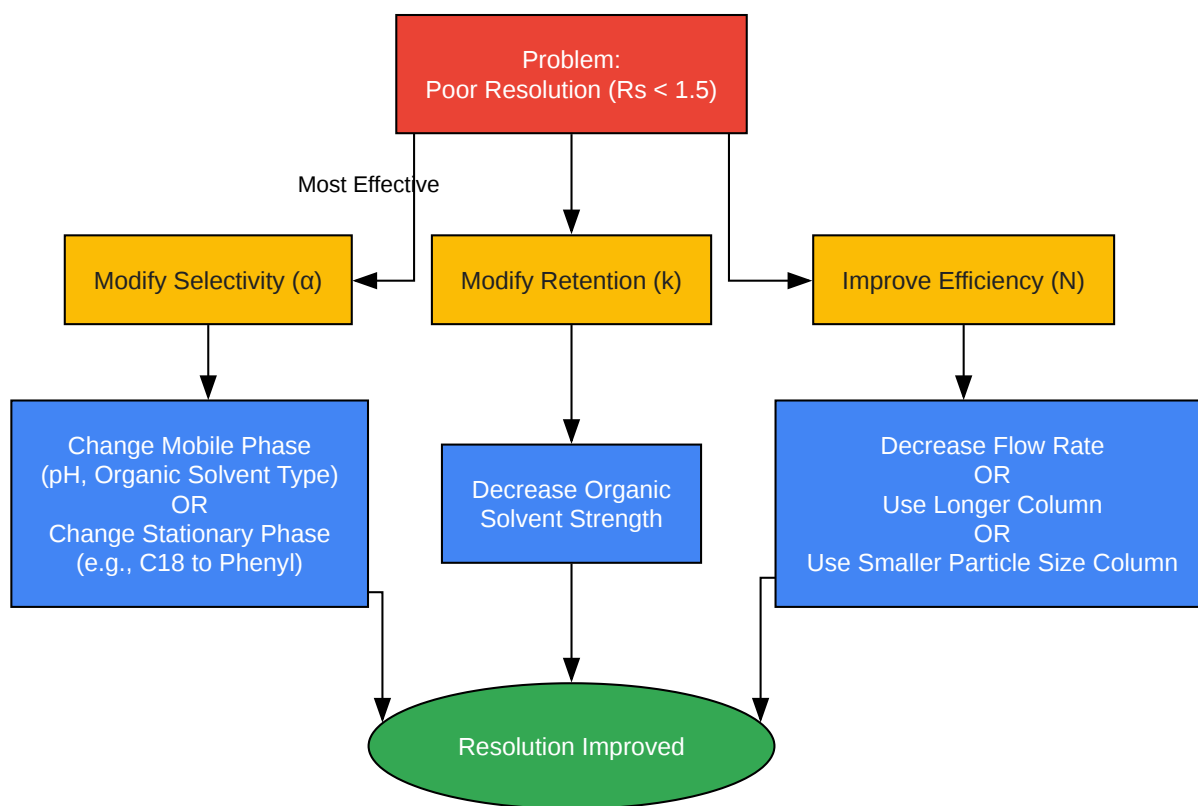 Problem:
Poor Resolution (Rs < 1.5)
Most Effective
Modify Selectivity (α)
Modify Retention (k)
Improve Efficiency (N)
Change Mobile Phase
(pH, Organic Solvent Type)
OR
Change Stationary Phase
(e.g., C18 to Phenyl)
Decrease Organic
Solvent Strength
Decrease Flow Rate
OR
Use Longer Column
OR
Use Smaller Particle Size Column
Resolution Improved